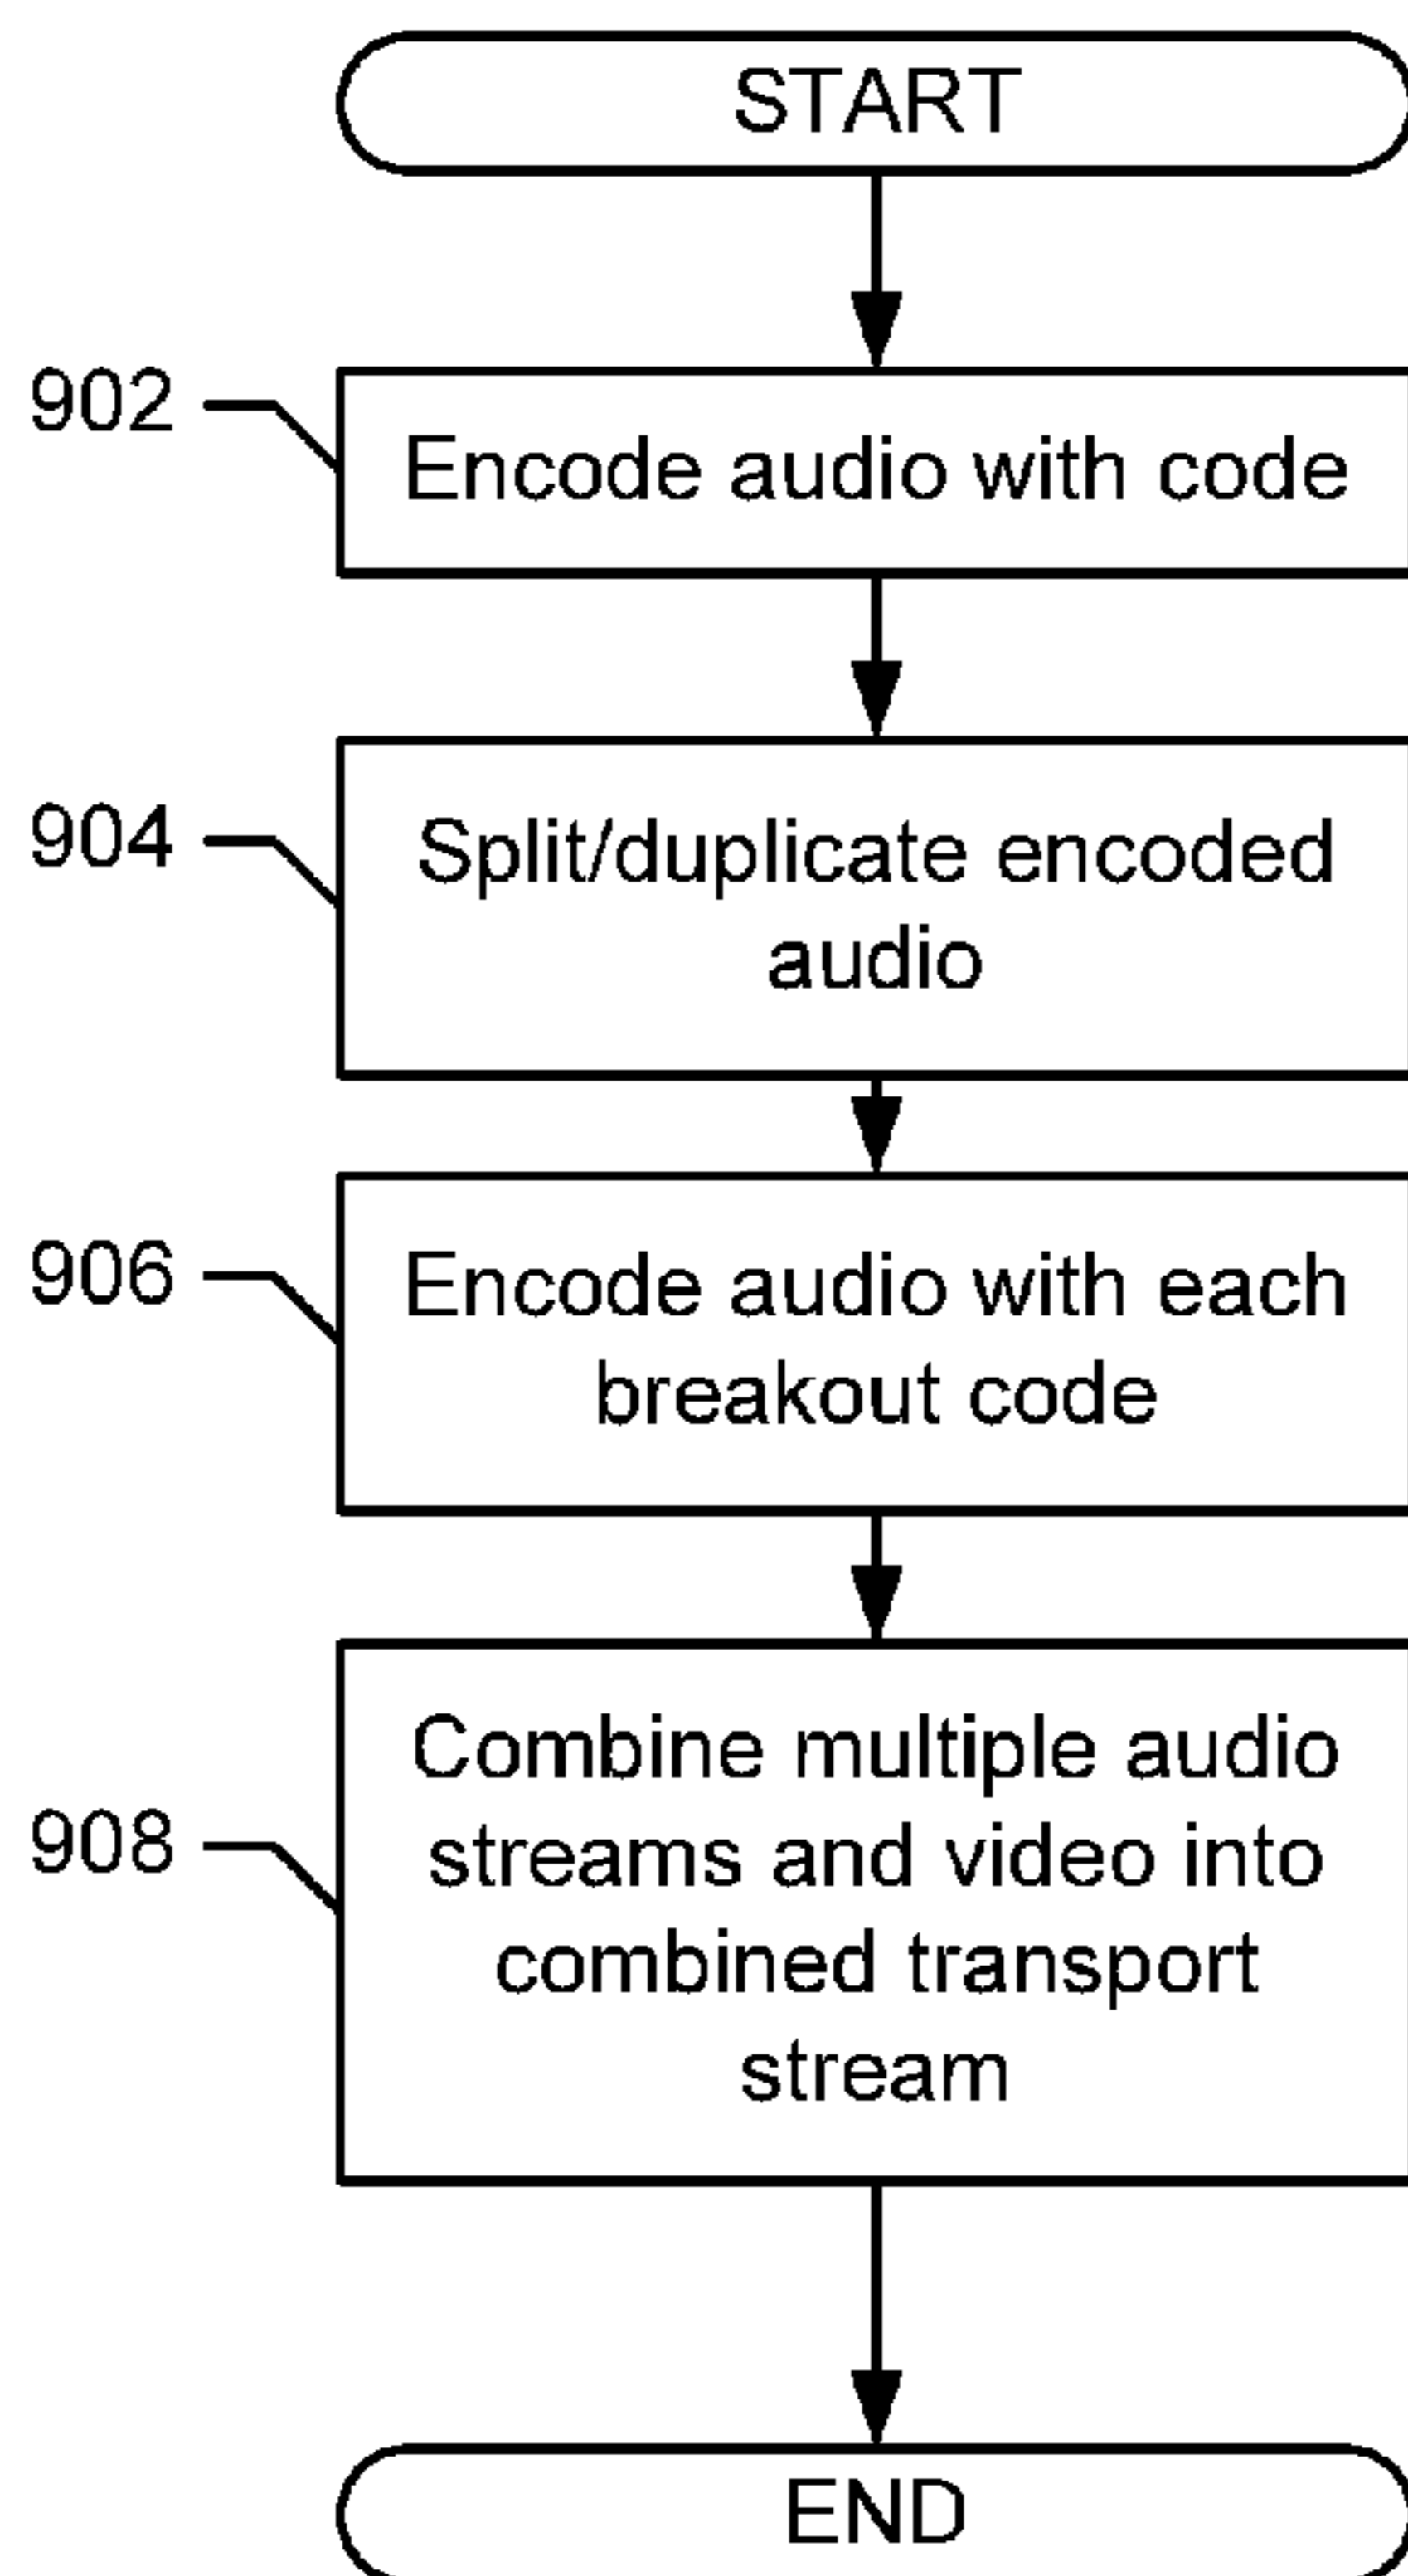 START
902
Encode audio with code
904
Split/duplicate encoded
audio
906
Encode audio with each
breakout code
908
Combine multiple audio
streams and video into
combined transport
stream
END